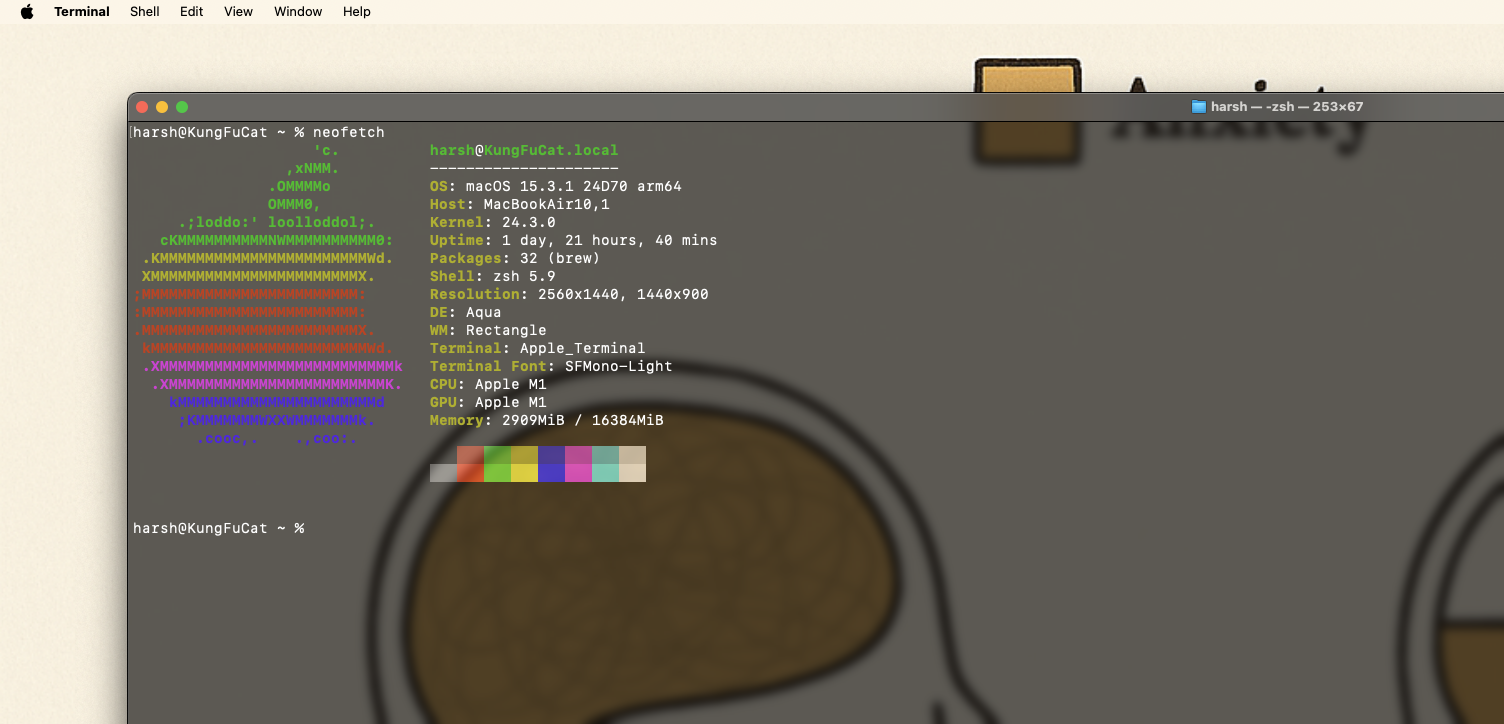 Terminal Shell Edit View Window Help
Anxiety
harsh — -zsh — 253×67
harsh@KungFuCat ~ % neofetch
                    'c.          harsh@KungFuCat.local
                 ,xNMM.          ---------------------
               .OMMMMo           OS: macOS 15.3.1 24D70 arm64
               OMMM0,            Host: MacBookAir10,1
     .;loddo:' loolloddol;.      Kernel: 24.3.0
   cKMMMMMMMMMMNWMMMMMMMMMM0:    Uptime: 1 day, 21 hours, 40 mins
 .KMMMMMMMMMMMMMMMMMMMMMMMWd.    Packages: 32 (brew)
 XMMMMMMMMMMMMMMMMMMMMMMMX.      Shell: zsh 5.9
;MMMMMMMMMMMMMMMMMMMMMMMM:       Resolution: 2560x1440, 1440x900
:MMMMMMMMMMMMMMMMMMMMMMMM:       DE: Aqua
.MMMMMMMMMMMMMMMMMMMMMMMMX.      WM: Rectangle
 kMMMMMMMMMMMMMMMMMMMMMMMMWd.    Terminal: Apple_Terminal
 .XMMMMMMMMMMMMMMMMMMMMMMMMMMk   Terminal Font: SFMono-Light
  .XMMMMMMMMMMMMMMMMMMMMMMMMK.   CPU: Apple M1
    kMMMMMMMMMMMMMMMMMMMMMMd     GPU: Apple M1
     ;KMMMMMMMWXXWMMMMMMMk.      Memory: 2909MiB / 16384MiB
       .cooc,.    .,coo:.
harsh@KungFuCat ~ %